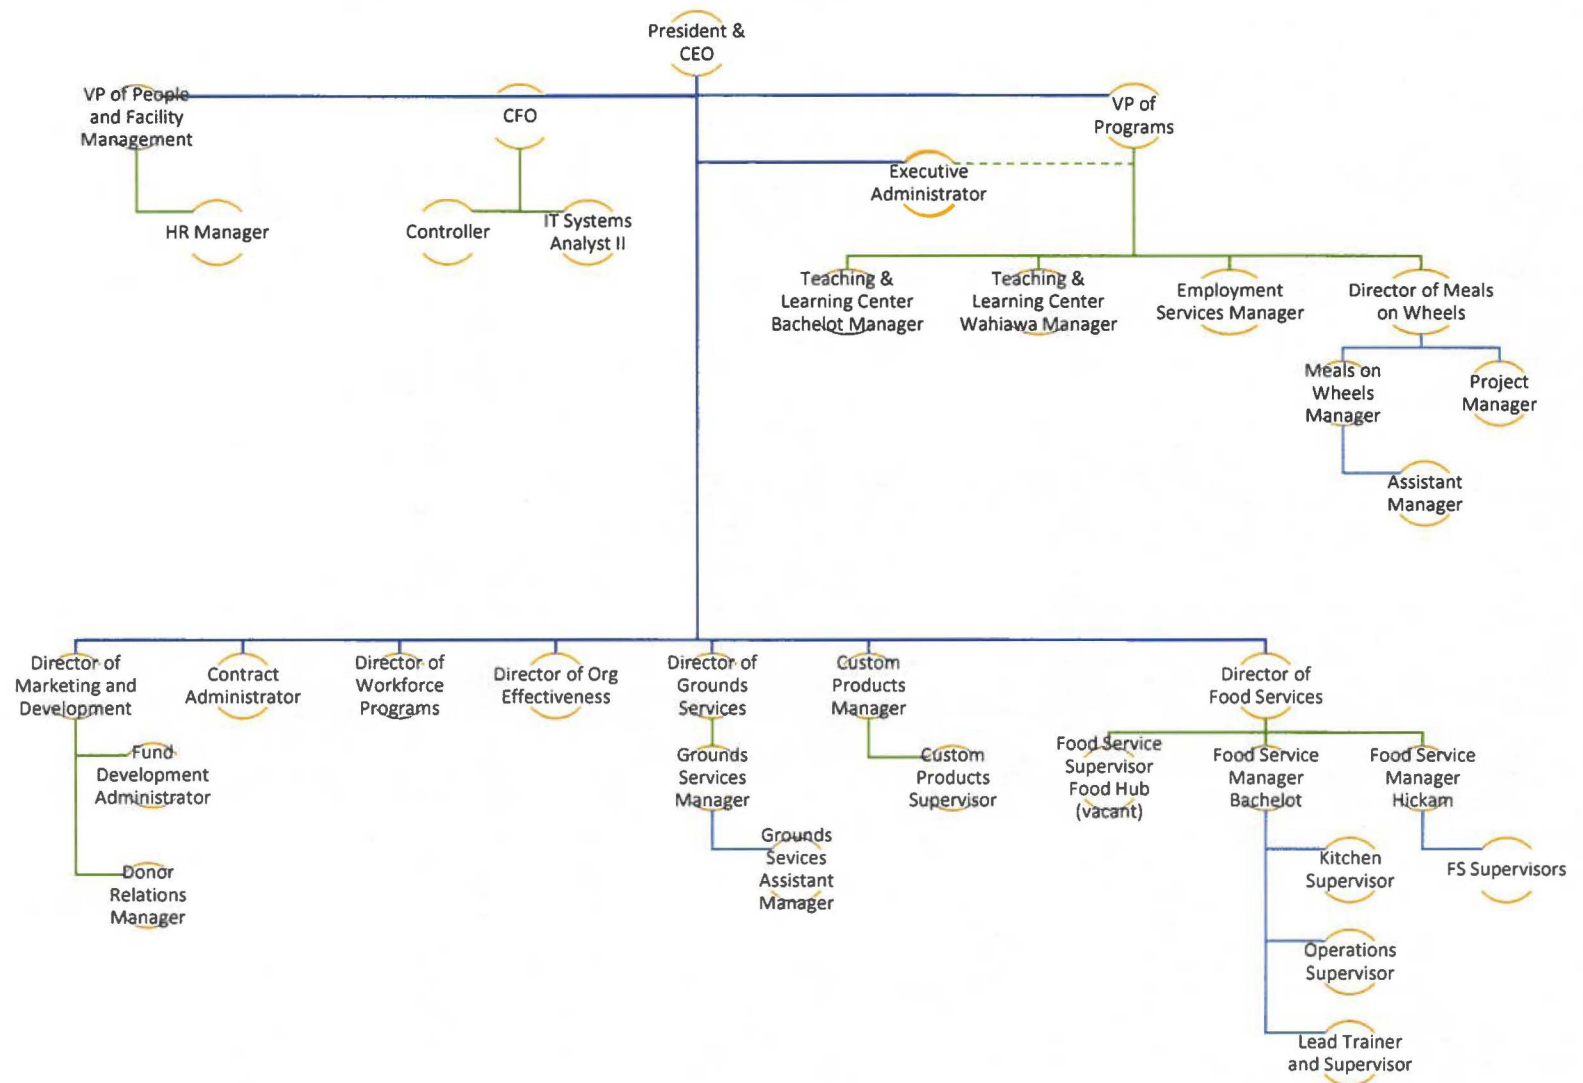 President &
CEO
VP of People
and Facility
Management
CFO
VP of
Programs
Executive
Administrator
HR Manager
Controller
IT Systems
Analyst II
Teaching &
Learning Center
Bachelot Manager
Teaching &
Learning Center
Wahiawa Manager
Employment
Services Manager
Director of Meals
on Wheels
Meals on
Wheels
Manager
Project
Manager
Assistant
Manager
Director of
Marketing and
Development
Contract
Administrator
Director of
Workforce
Programs
Director of Org
Effectiveness
Director of
Grounds
Services
Custom
Products
Manager
Director of
Food Services
Fund
Development
Administrator
Donor
Relations
Manager
Grounds
Services
Manager
Grounds
Sevices
Assistant
Manager
Custom
Products
Supervisor
Food Service
Supervisor
Food Hub
(vacant)
Food Service
Manager
Bachelot
Food Service
Manager
Hickam
Kitchen
Supervisor
FS Supervisors
Operations
Supervisor
Lead Trainer
and Supervisor